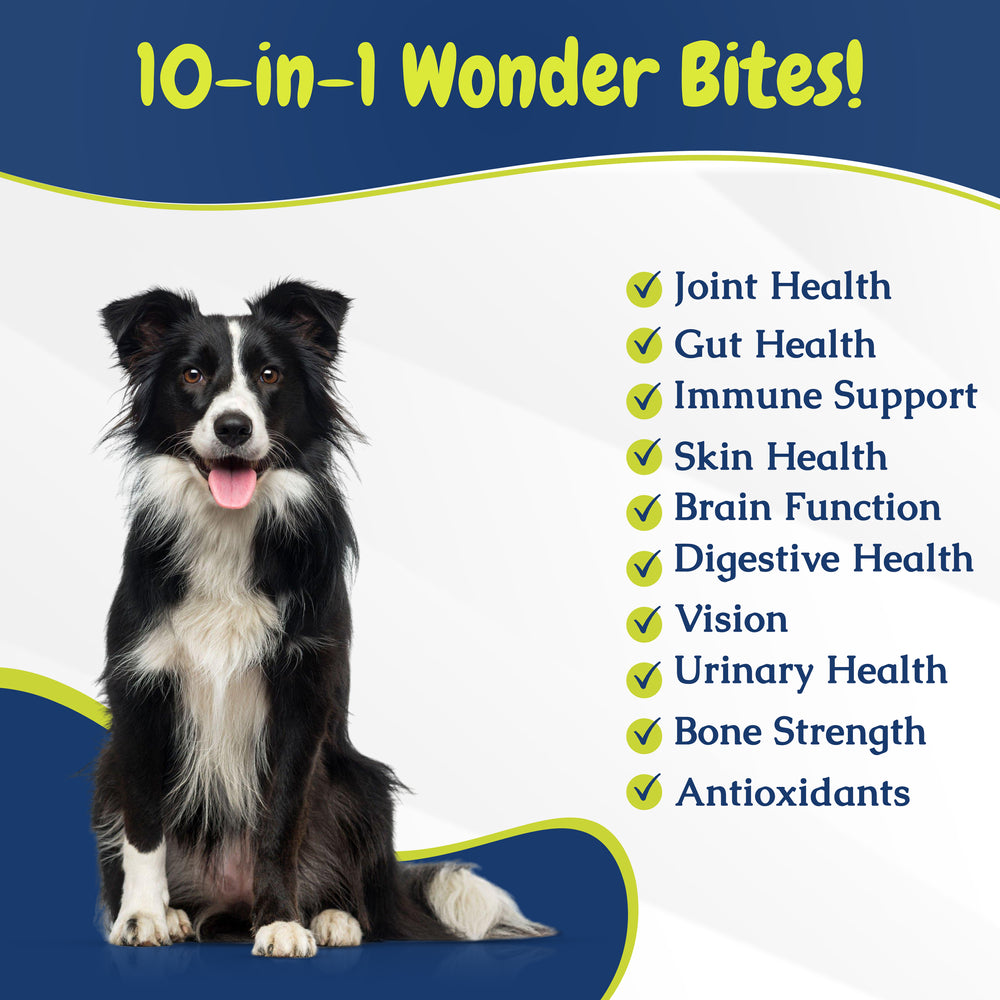 10-in-1 Wonder Bites!
Joint Health
Gut Health
Immune Support
Skin Health
Brain Function
Digestive Health
Vision
Urinary Health
Bone Strength
Antioxidants